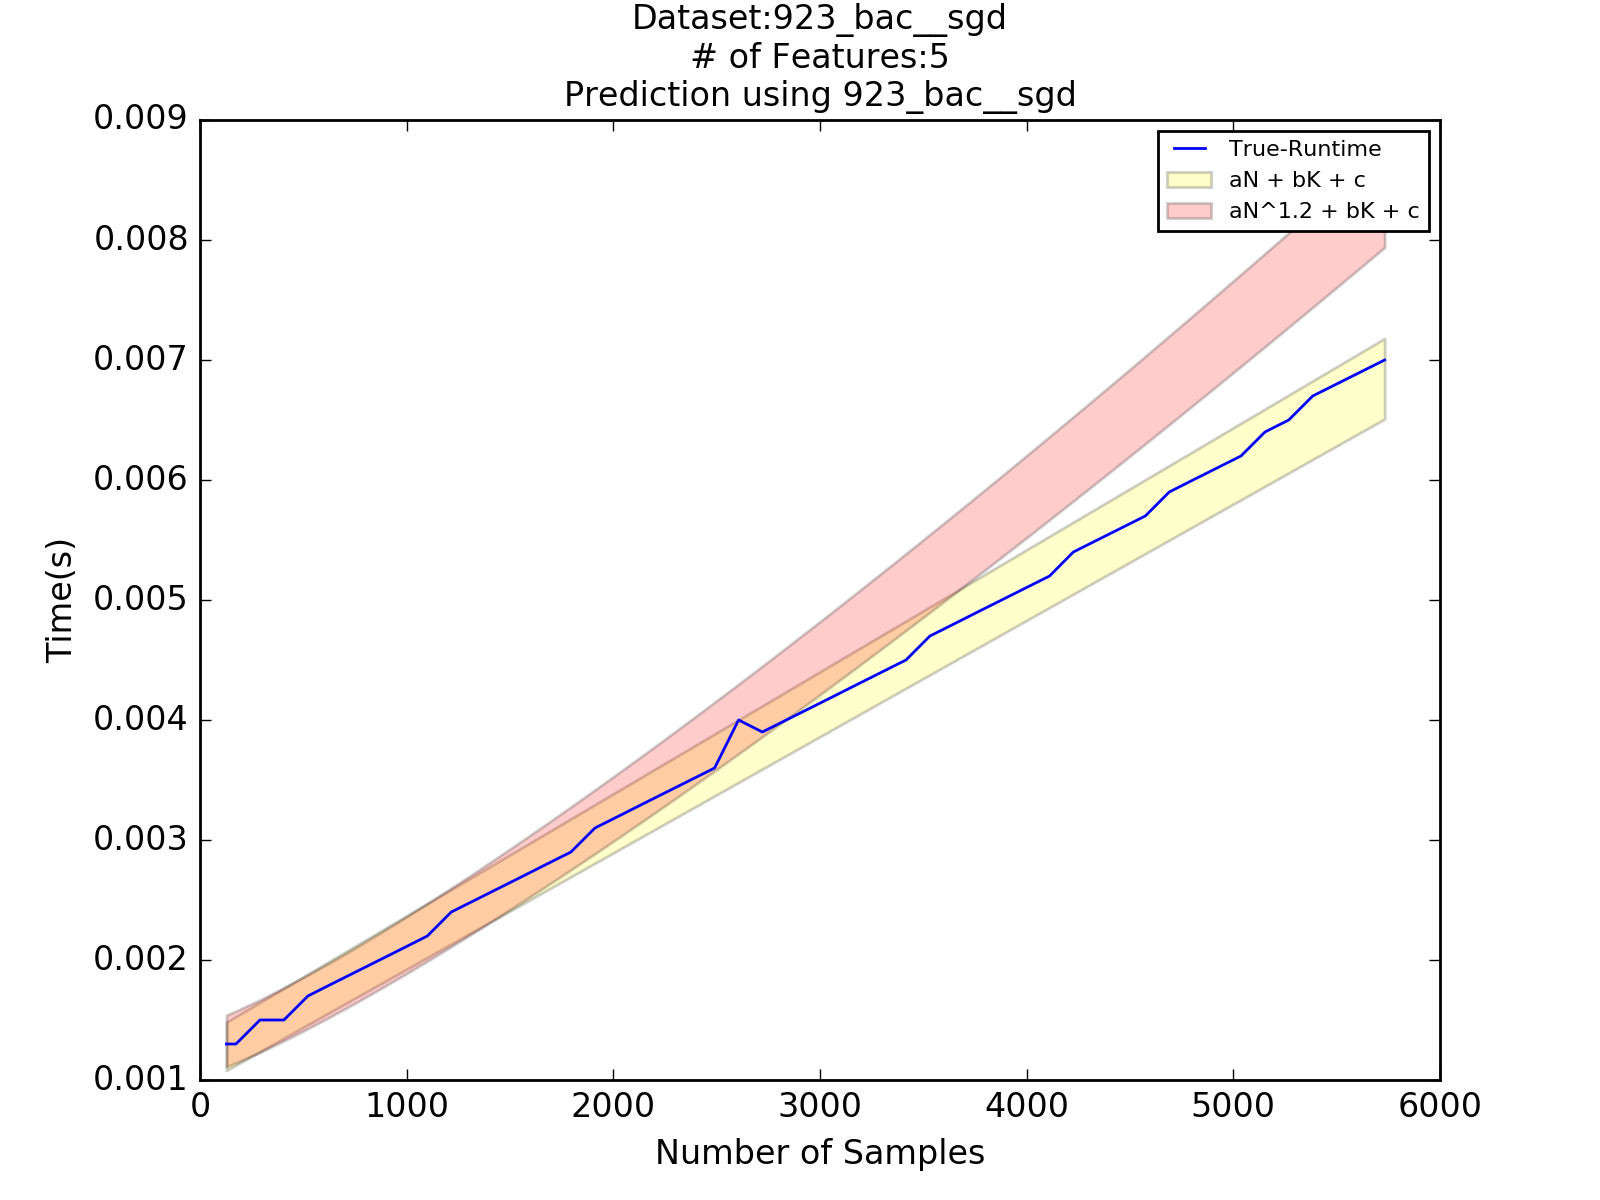 Dataset:923_bac__sgd
# of Features:5
Prediction using 923_bac__sgd
True-Runtime
aN + bK + c
aN^1.2 + bK + c
0.009
0.008
0.007
0.006
0.005
0.004
0.003
0.002
0.001
Time(s)
0 1000 2000 3000 4000 5000 6000
Number of Samples